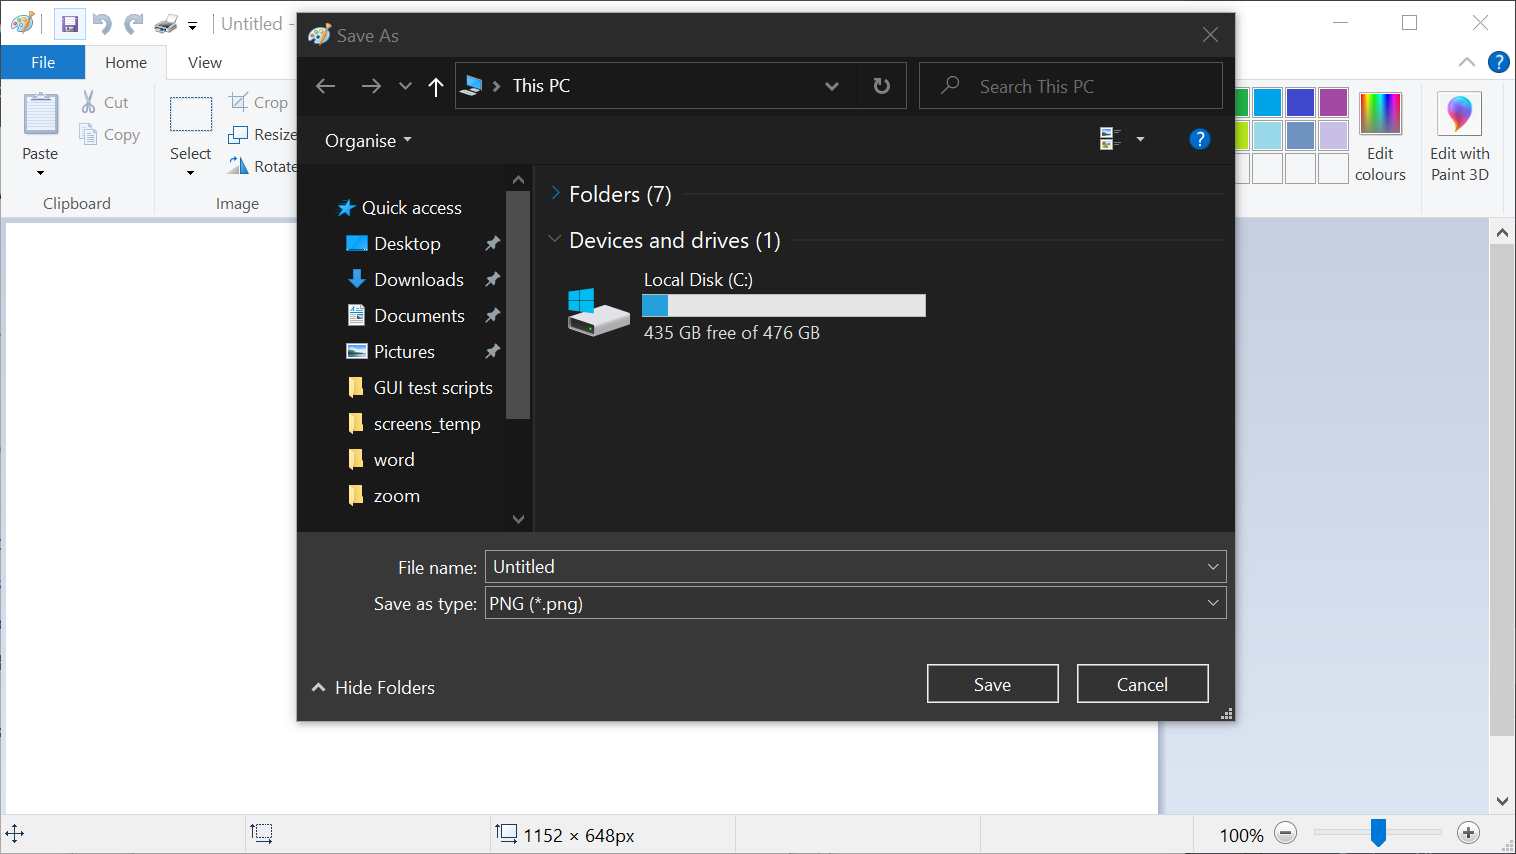 Untitled -
Save As
File
Home
View
This PC
Search This PC
Cut
Copy
Paste
Clipboard
Select
Crop
Resize
Rotate
Image
Edit
colours
Edit with
Paint 3D
Organise
Quick access
Desktop
Downloads
Documents
Pictures
GUI test scripts
screens_temp
word
zoom
Folders (7)
Devices and drives (1)
Local Disk (C:)
435 GB free of 476 GB
File name: Untitled
Save as type: PNG (*.png)
Hide Folders
Save
Cancel
1152 × 648px
100%